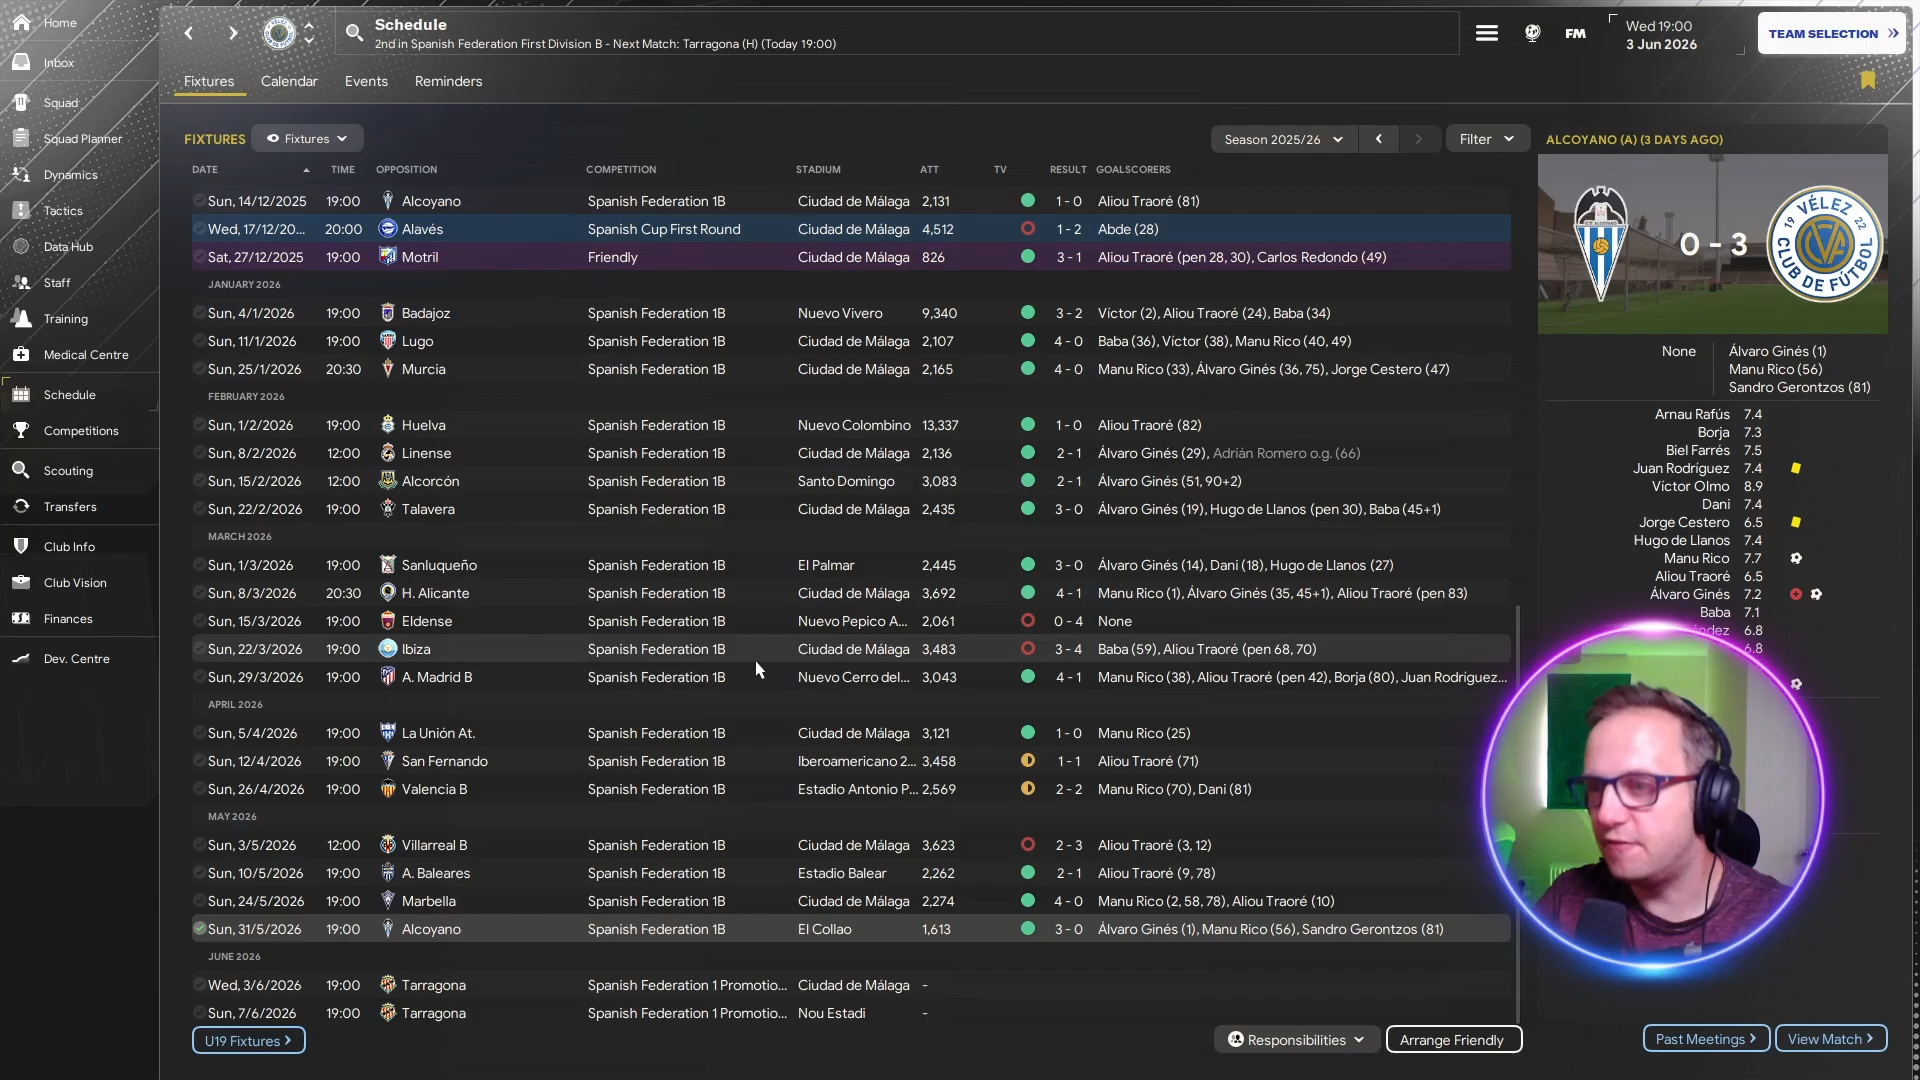 Home
Inbox
Squad
Squad Planner
Dynamics
Tactics
Data Hub
Staff
Training
Medical Centre
Schedule
Competitions
Scouting
Transfers
Club Info
Club Vision
Finances
Dev. Centre
Schedule
2nd in Spanish Federation First Division B - Next Match: Tarragona (H) (Today 19:00)
FM
Wed 19:00
3 Jun 2026
TEAM SELECTION
Fixtures Calendar Events Reminders
FIXTURES Fixtures Season 2025/26 Filter
DATE TIME OPPOSITION COMPETITION STADIUM ATT TV RESULT GOALSCORERS
Sun, 14/12/2025 19:00 Alcoyano Spanish Federation 1B Ciudad de Málaga 2,131 1 - 0 Aliou Traoré (81)
Wed, 17/12/20... 20:00 Alavés Spanish Cup First Round Ciudad de Málaga 4,512 1 - 2 Abde (28)
Sat, 27/12/2025 19:00 Motril Friendly Ciudad de Málaga 826 3 - 1 Aliou Traoré (pen 28, 30), Carlos Redondo (49)
JANUARY 2026
Sun, 4/1/2026 19:00 Badajoz Spanish Federation 1B Nuevo Vivero 9,340 3 - 2 Víctor (2), Aliou Traoré (24), Baba (34)
Sun, 11/1/2026 19:00 Lugo Spanish Federation 1B Ciudad de Málaga 2,107 4 - 0 Baba (36), Víctor (38), Manu Rico (40, 49)
Sun, 25/1/2026 20:30 Murcia Spanish Federation 1B Ciudad de Málaga 2,165 4 - 0 Manu Rico (33), Álvaro Ginés (36, 75), Jorge Cestero (47)
FEBRUARY 2026
Sun, 1/2/2026 19:00 Huelva Spanish Federation 1B Nuevo Colombino 13,337 1 - 0 Aliou Traoré (82)
Sun, 8/2/2026 12:00 Linense Spanish Federation 1B Ciudad de Málaga 2,136 2 - 1 Álvaro Ginés (29), Adrián Romero o.g. (66)
Sun, 15/2/2026 12:00 Alcorcón Spanish Federation 1B Santo Domingo 3,083 2 - 1 Álvaro Ginés (51, 90+2)
Sun, 22/2/2026 19:00 Talavera Spanish Federation 1B Ciudad de Málaga 2,435 3 - 0 Álvaro Ginés (19), Hugo de Llanos (pen 30), Baba (45+1)
MARCH 2026
Sun, 1/3/2026 19:00 Sanluqueño Spanish Federation 1B El Palmar 2,445 3 - 0 Álvaro Ginés (14), Dani (18), Hugo de Llanos (27)
Sun, 8/3/2026 20:30 H. Alicante Spanish Federation 1B Ciudad de Málaga 3,692 4 - 1 Manu Rico (1), Álvaro Ginés (35, 45+1), Aliou Traoré (pen 83)
Sun, 15/3/2026 19:00 Eldense Spanish Federation 1B Nuevo Pepico A... 2,061 0 - 4 None
Sun, 22/3/2026 19:00 Ibiza Spanish Federation 1B Ciudad de Málaga 3,483 3 - 4 Baba (59), Aliou Traoré (pen 68, 70)
Sun, 29/3/2026 19:00 A. Madrid B Spanish Federation 1B Nuevo Cerro del... 3,043 4 - 1 Manu Rico (38), Aliou Traoré (pen 42), Borja (80), Juan Rodríguez...
APRIL 2026
Sun, 5/4/2026 19:00 La Unión At. Spanish Federation 1B Ciudad de Málaga 3,121 1 - 0 Manu Rico (25)
Sun, 12/4/2026 19:00 San Fernando Spanish Federation 1B Iberoamericano 2... 3,458 1 - 1 Aliou Traoré (71)
Sun, 26/4/2026 19:00 Valencia B Spanish Federation 1B Estadio Antonio P... 2,569 2 - 2 Manu Rico (70), Dani (81)
MAY 2026
Sun, 3/5/2026 12:00 Villarreal B Spanish Federation 1B Ciudad de Málaga 3,623 2 - 3 Aliou Traoré (3, 12)
Sun, 10/5/2026 19:00 A. Baleares Spanish Federation 1B Estadio Balear 2,262 2 - 1 Aliou Traoré (9, 78)
Sun, 24/5/2026 19:00 Marbella Spanish Federation 1B Ciudad de Málaga 2,274 4 - 0 Manu Rico (2, 58, 78), Aliou Traoré (10)
Sun, 31/5/2026 19:00 Alcoyano Spanish Federation 1B El Collao 1,613 3 - 0 Álvaro Ginés (1), Manu Rico (56), Sandro Gerontzos (81)
JUNE 2026
Wed, 3/6/2026 19:00 Tarragona Spanish Federation 1 Promotio... Ciudad de Málaga -
Sun, 7/6/2026 19:00 Tarragona Spanish Federation 1 Promotio... Nou Estadi -
U19 Fixtures
Responsibilities
Arrange Friendly
ALCOYANO (A) (3 DAYS AGO)
0 - 3
VÉLEZ
19 22
CLUB DE FÚTBOL
None Álvaro Ginés (1)
Manu Rico (56)
Sandro Gerontzos (81)
Arnau Rafús 7.4
Borja 7.3
Biel Farrés 7.5
Juan Rodríguez 7.4
Víctor Olmo 8.9
Dani 7.4
Jorge Cestero 6.5
Hugo de Llanos 7.4
Manu Rico 7.7
Aliou Traoré 6.5
Álvaro Ginés 7.2
Baba 7.1
6.8
6.8
Past Meetings
View Match